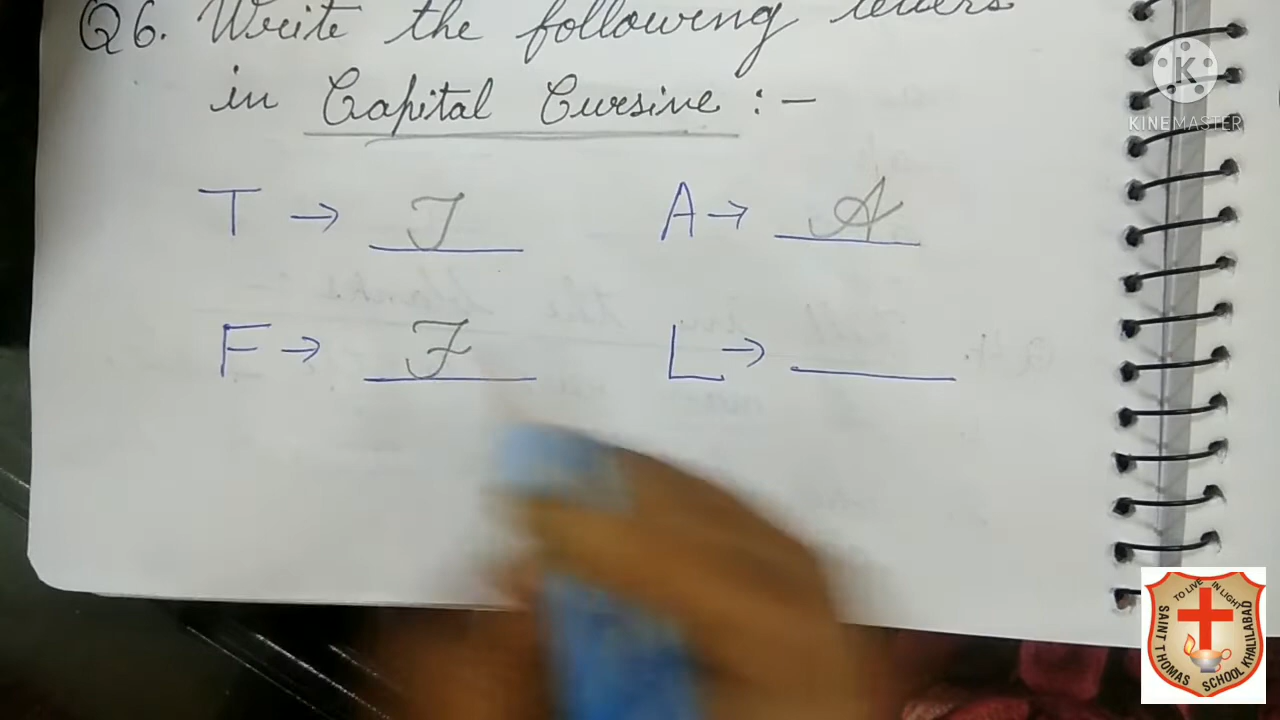 Q6. Write the following letters
in Capital Cursive :-
T → T A → A
F → F L →
KINEMASTER
TO LIVE IN LIGHT
SAINT THOMAS SCHOOL KHALILABAD